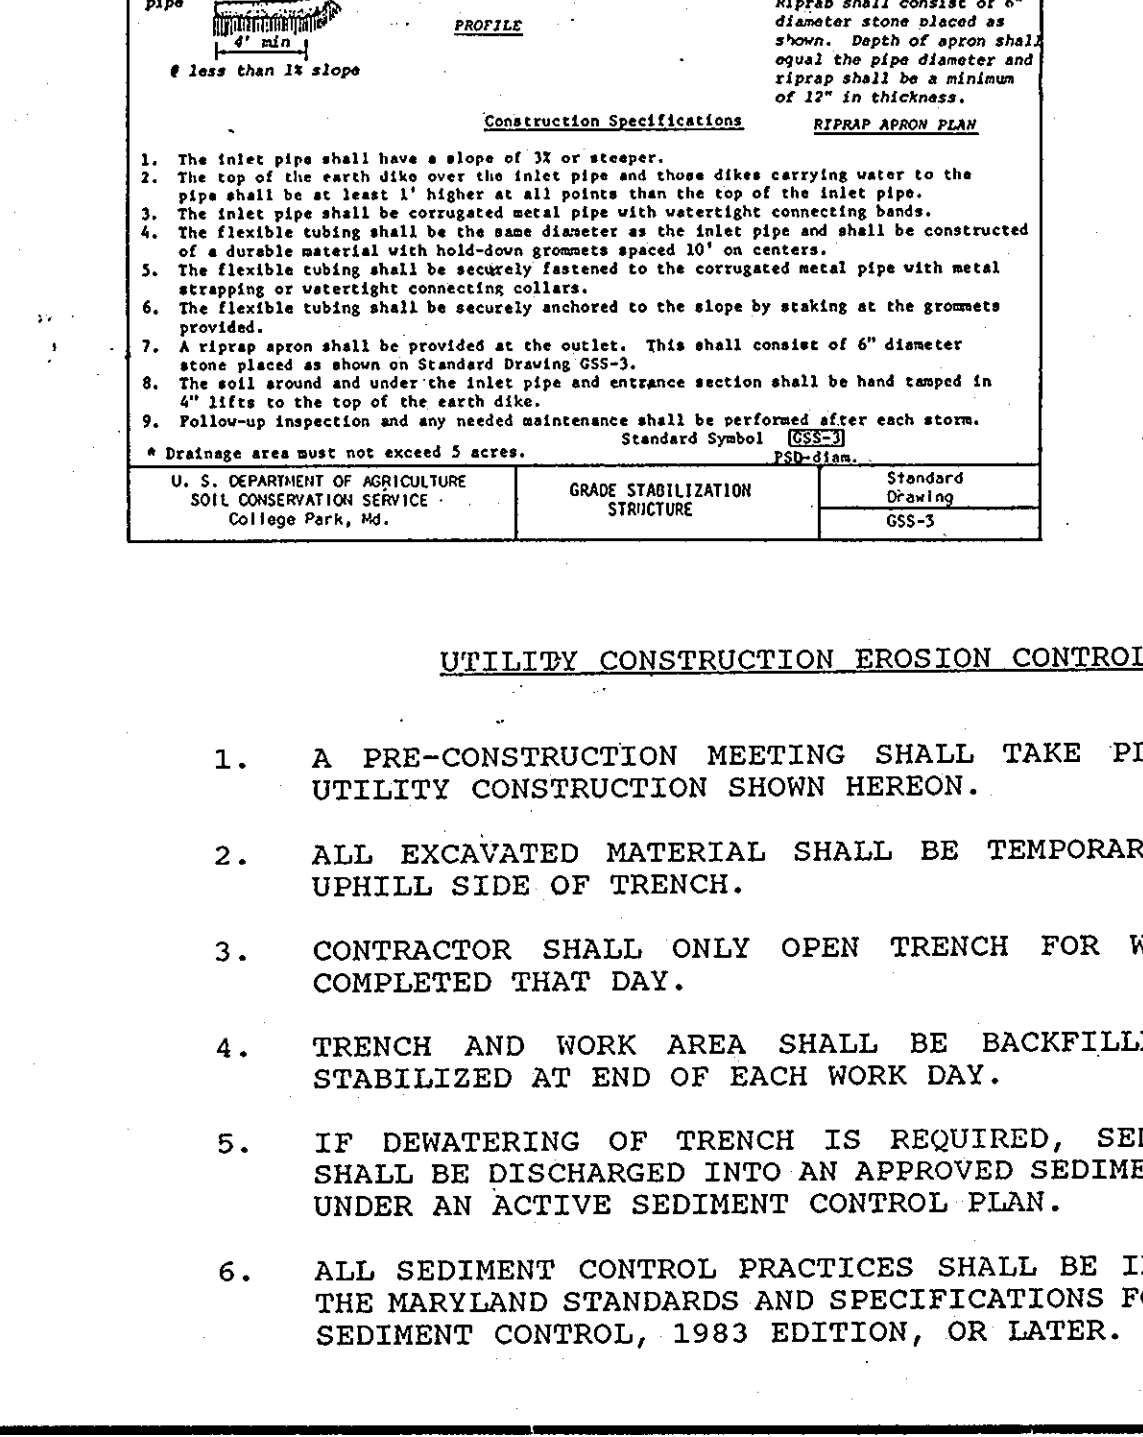 pipe
4' min
@ less than 1% slope
PROFILE
Riprap shall consist of 6"
diameter stone placed as
shown. Depth of apron shall
equal the pipe diameter and
riprap shall be a minimum
of 12" in thickness.
Construction Specifications
RIPRAP APRON PLAN
1. The inlet pipe shall have a slope of 3% or steeper.
2. The top of the earth dike over the inlet pipe and those dikes carrying water to the
pipe shall be at least 1' higher at all points than the top of the inlet pipe.
3. The inlet pipe shall be corrugated metal pipe with watertight connecting bands.
4. The flexible tubing shall be the same diameter as the inlet pipe and shall be constructed
of a durable material with hold-down grommets spaced 10' on centers.
5. The flexible tubing shall be securely fastened to the corrugated metal pipe with metal
strapping or watertight connecting collars.
6. The flexible tubing shall be securely anchored to the slope by staking at the grommets
provided.
7. A riprap apron shall be provided at the outlet. This shall consist of 6" diameter
stone placed as shown on Standard Drawing GSS-3.
8. The soil around and under the inlet pipe and entrance section shall be hand tamped in
4" lifts to the top of the earth dike.
9. Follow-up inspection and any needed maintenance shall be performed after each storm.
Standard Symbol GSS-3
* Drainage area must not exceed 5 acres.
PSD-diam.
U. S. DEPARTMENT OF AGRICULTURE
SOIL CONSERVATION SERVICE
College Park, Md.
GRADE STABILIZATION
STRUCTURE
Standard
Drawing
GSS-3
UTILITY CONSTRUCTION EROSION CONTROL
1. A PRE-CONSTRUCTION MEETING SHALL TAKE PL
UTILITY CONSTRUCTION SHOWN HEREON.
2. ALL EXCAVATED MATERIAL SHALL BE TEMPORAR
UPHILL SIDE OF TRENCH.
3. CONTRACTOR SHALL ONLY OPEN TRENCH FOR W
COMPLETED THAT DAY.
4. TRENCH AND WORK AREA SHALL BE BACKFILLE
STABILIZED AT END OF EACH WORK DAY.
5. IF DEWATERING OF TRENCH IS REQUIRED, SED
SHALL BE DISCHARGED INTO AN APPROVED SEDIME
UNDER AN ACTIVE SEDIMENT CONTROL PLAN.
6. ALL SEDIMENT CONTROL PRACTICES SHALL BE I
THE MARYLAND STANDARDS AND SPECIFICATIONS FO
SEDIMENT CONTROL, 1983 EDITION, OR LATER.